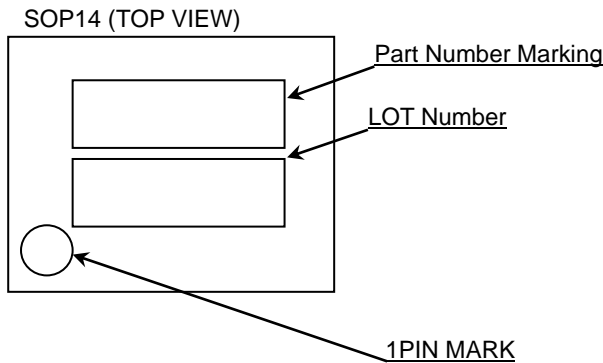 SOP14 (TOP VIEW)
Part Number Marking
LOT Number
1PIN MARK